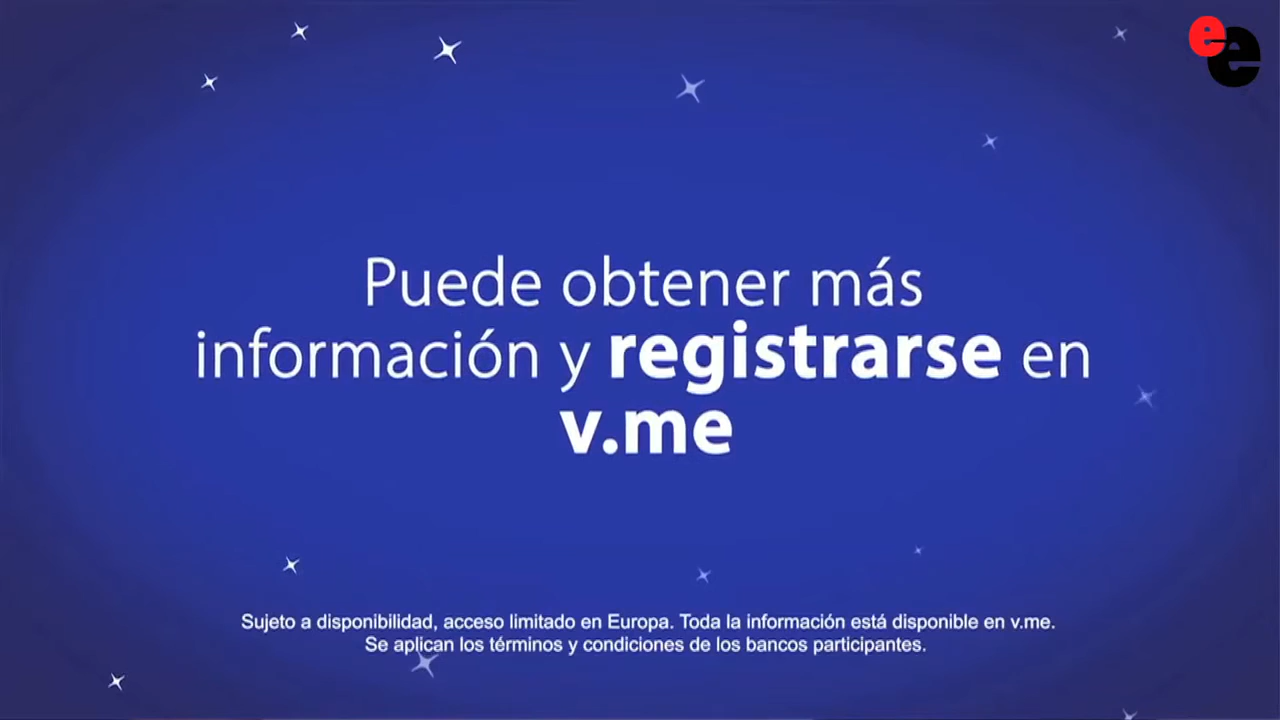 ee
Puede obtener más
información y registrarse en
v.me
Sujeto a disponibilidad, acceso limitado en Europa. Toda la información está disponible en v.me.
Se aplican los términos y condiciones de los bancos participantes.